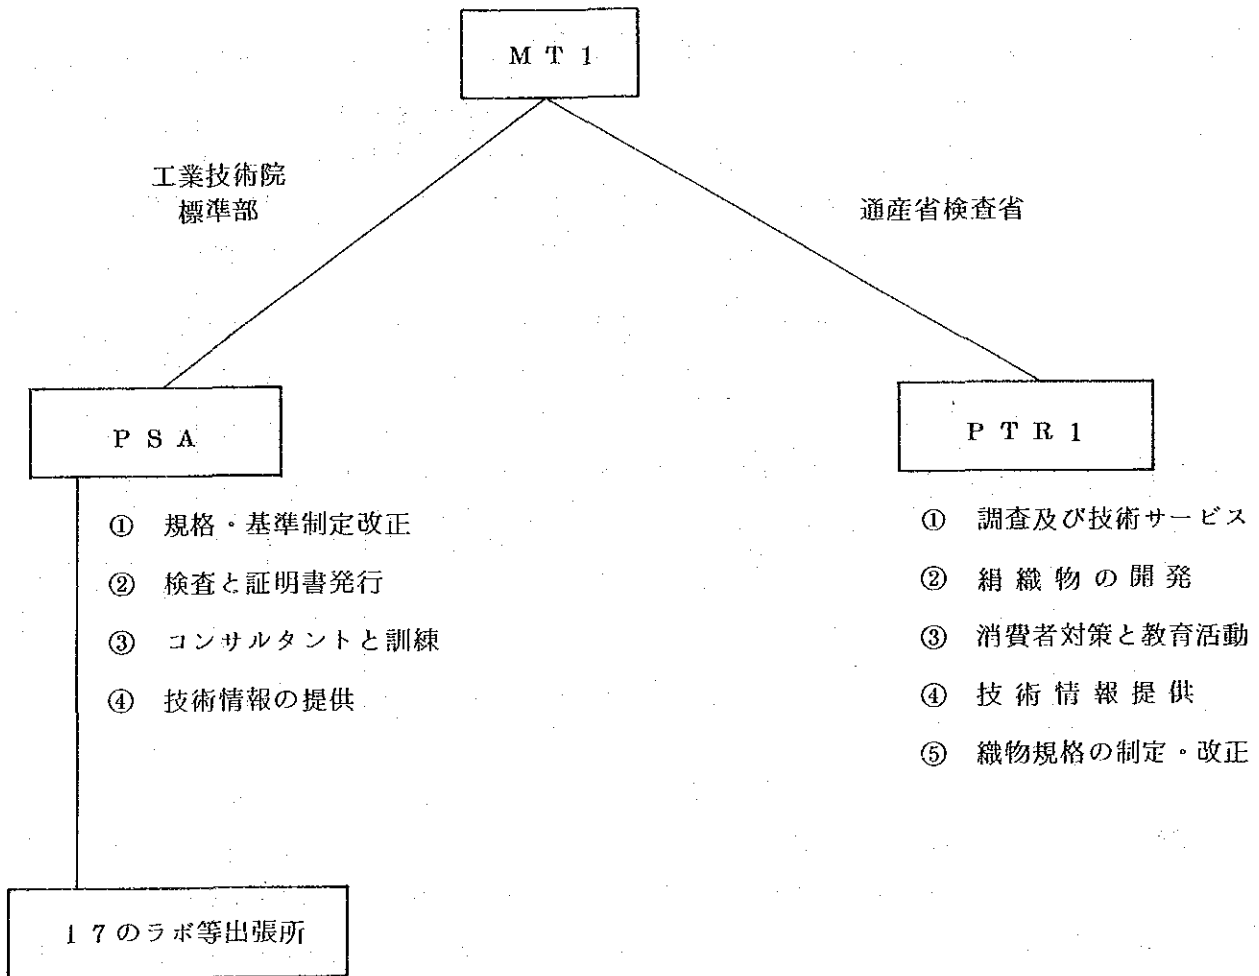 MT1
工業技術院
標準部
通産省検査省
PSA
① 規格・基準制定改正
② 検査と証明書発行
③ コンサルタントと訓練
④ 技術情報の提供
17のラボ等出張所
PTR1
① 調査及び技術サービス
② 絹織物の開発
③ 消費者対策と教育活動
④ 技術情報提供
⑤ 織物規格の制定・改正